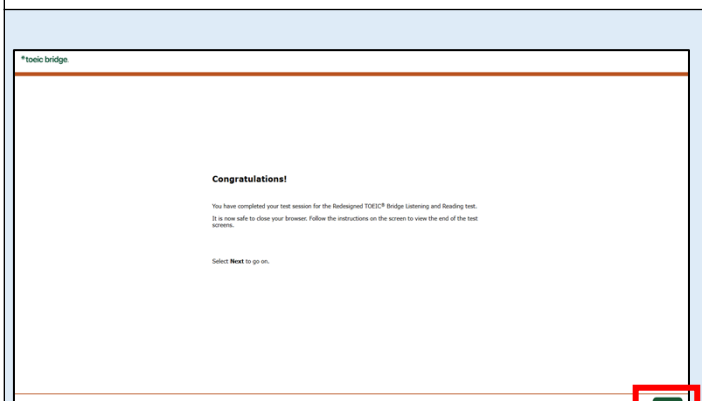 *toeic bridge.
Congratulations!
You have completed your test session for the Redesigned TOEIC® Bridge Listening and Reading test.
It is now safe to close your browser. Follow the instructions on the screen to view the end of the test
screens.
Select Next to go on.